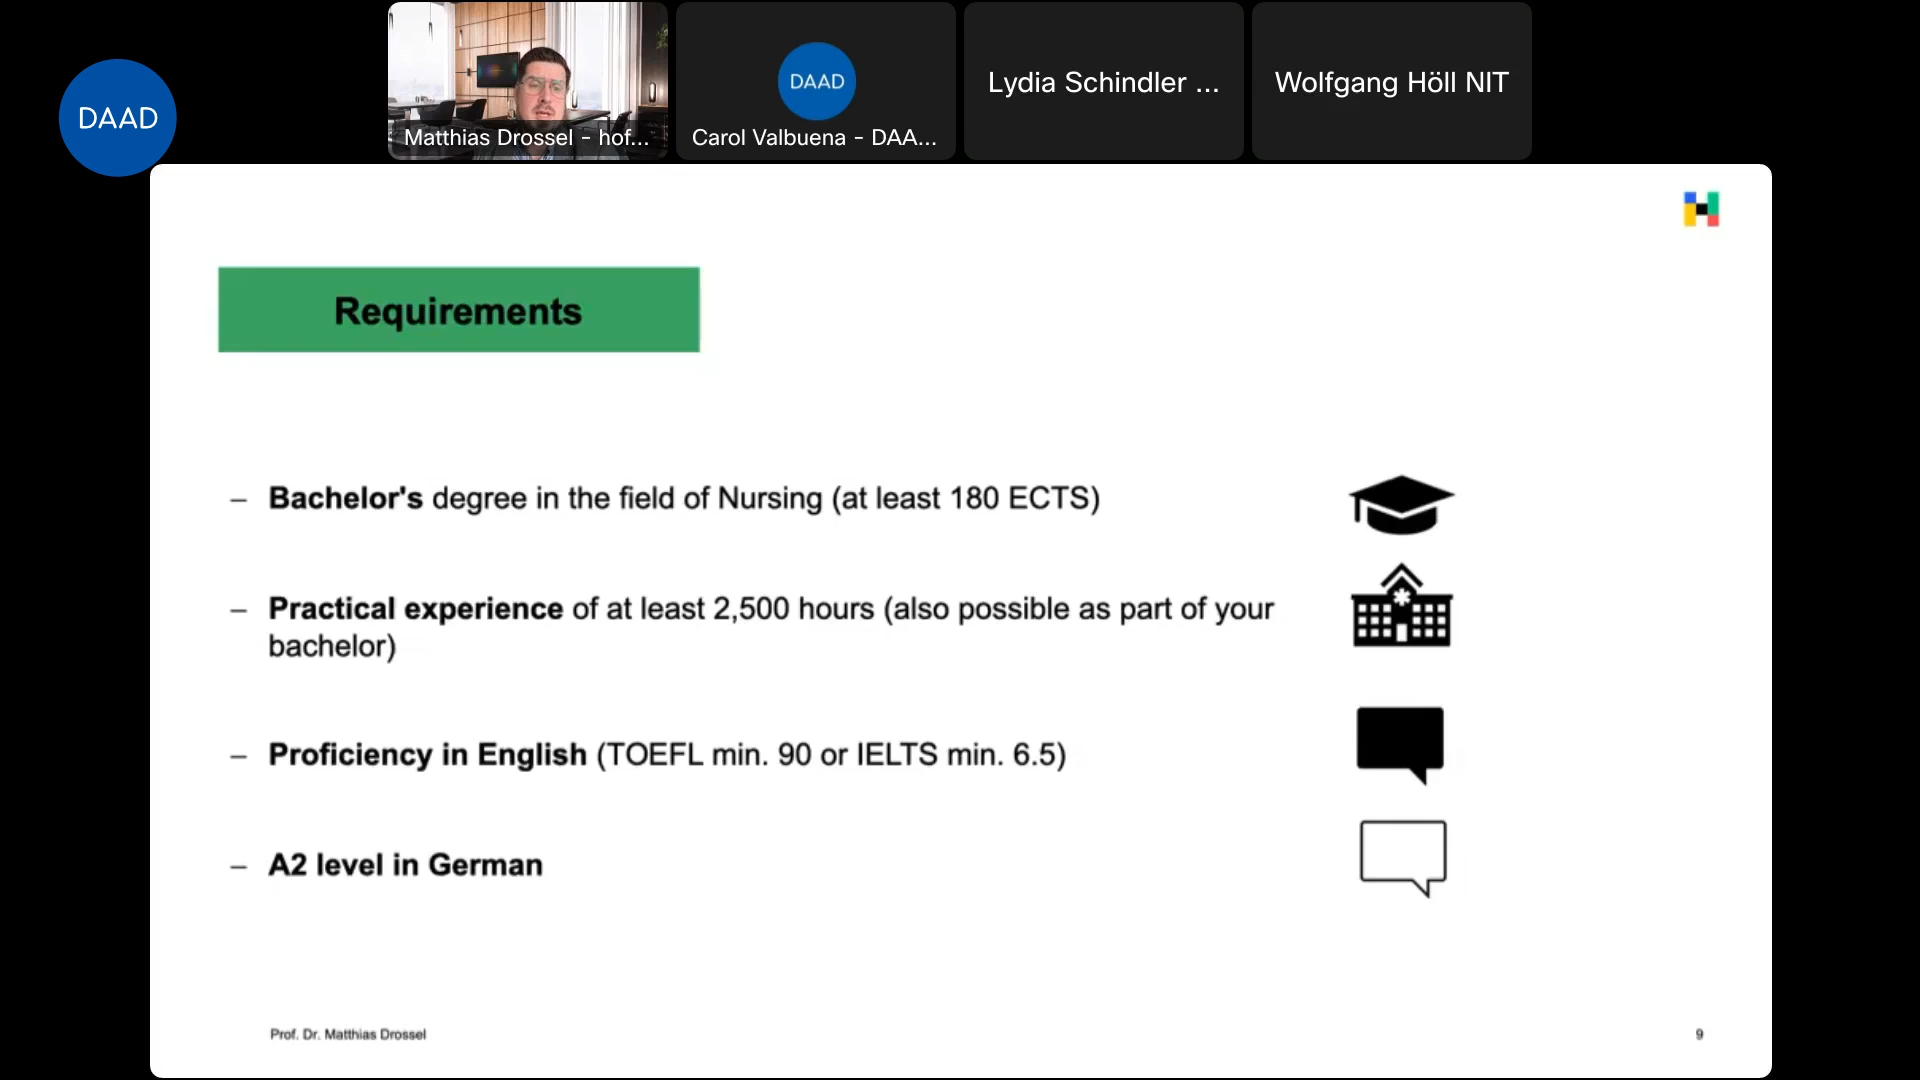 DAAD
Matthias Drossel - hof...
DAAD
Carol Valbuena - DAA...
Lydia Schindler ...
Wolfgang Höll NIT
Requirements
– Bachelor's degree in the field of Nursing (at least 180 ECTS)
– Practical experience of at least 2,500 hours (also possible as part of your
bachelor)
– Proficiency in English (TOEFL min. 90 or IELTS min. 6.5)
– A2 level in German
Prof. Dr. Matthias Drossel
9